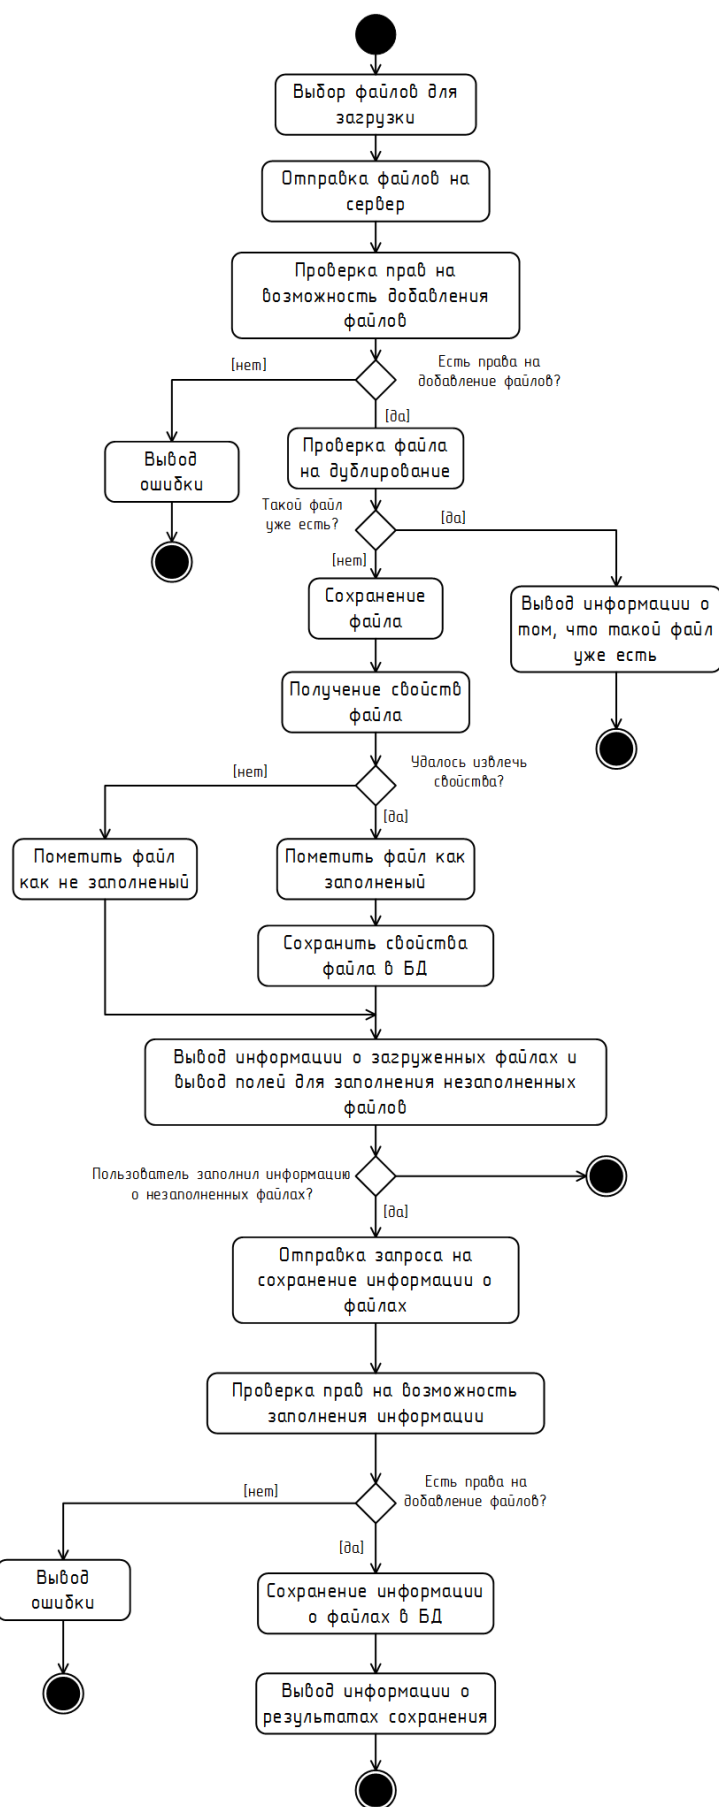 Выбор файлов для
загрузки
Отправка файлов на
сервер
Проверка прав на
возможность добавления
файлов
[нет]
Есть права на
добавление файлов?
[да]
Вывод
ошибки
Проверка файла
на дублирование
Такой файл
уже есть?
[да]
[нет]
Сохранение
файла
Вывод информации о
том, что такой файл
уже есть
Получение свойств
файла
[нет]
Удалось извлечь
свойства?
[да]
Пометить файл
как не заполненый
Пометить файл как
заполненый
Сохранить свойства
файла в БД
Вывод информации о загруженных файлах и
вывод полей для заполнения незаполненных
файлов
Пользователь заполнил информацию
о незаполненных файлах?
[да]
Отправка запроса на
сохранение информации о
файлах
Проверка прав на возможность
заполнения информации
[нет]
Есть права на
добавление файлов?
[да]
Вывод
ошибки
Сохранение информации
о файлах в БД
Вывод информации о
результатах сохранения